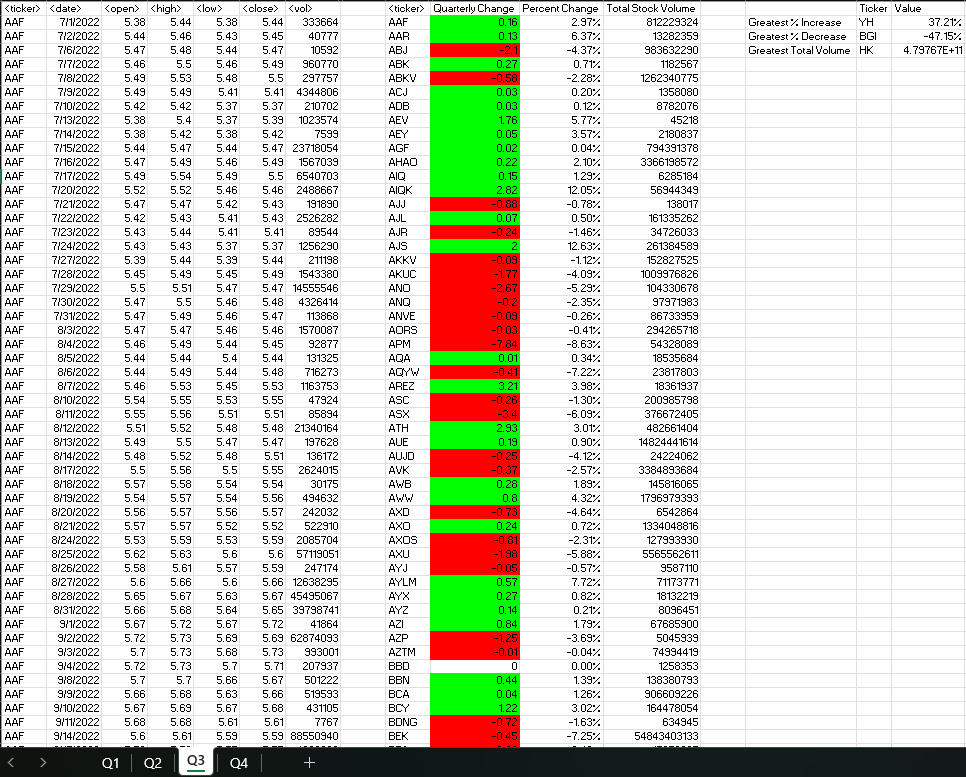 <ticker> <date> <open> <high> <low> <close> <vol> <ticker> Quarterly Change Percent Change Total Stock Volume Ticker Value
AAF 7/1/2022 5.38 5.44 5.38 5.44 333664 AAF 0.16 2.97% 812229324 Greatest % Increase YH 37.21%
AAF 7/2/2022 5.44 5.46 5.43 5.45 40777 AAR 0.13 6.37% 13282359 Greatest % Decrease BGI -47.15%
AAF 7/6/2022 5.47 5.48 5.44 5.47 10592 ABJ -2.1 -4.37% 983632290 Greatest Total Volume HK 4.79767E+11
AAF 7/7/2022 5.46 5.5 5.46 5.49 960770 ABK 0.27 0.71% 1182567
AAF 7/8/2022 5.49 5.53 5.48 5.5 297757 ABKV -0.58 -2.28% 1262340775
AAF 7/9/2022 5.49 5.49 5.41 5.41 4344806 ACJ 0.03 0.20% 1358080
AAF 7/10/2022 5.42 5.42 5.37 5.37 210702 ADB 0.03 0.12% 8782076
AAF 7/13/2022 5.38 5.4 5.37 5.39 1023574 AEV 1.76 5.77% 45218
AAF 7/14/2022 5.38 5.42 5.38 5.42 7599 AEY 0.05 3.57% 2180837
AAF 7/15/2022 5.44 5.47 5.44 5.47 23718054 AGF 0.02 0.04% 794391378
AAF 7/16/2022 5.47 5.49 5.46 5.49 1567039 AHAO 0.22 2.10% 3366198572
AAF 7/17/2022 5.49 5.54 5.49 5.5 6540703 AIQ 0.15 1.29% 6285184
AAF 7/20/2022 5.52 5.52 5.46 5.46 2488667 AIQK 2.82 12.05% 56944349
AAF 7/21/2022 5.47 5.47 5.42 5.43 191890 AJJ -0.88 -0.78% 138017
AAF 7/22/2022 5.42 5.43 5.41 5.43 2526282 AJL 0.07 0.50% 161335262
AAF 7/23/2022 5.43 5.44 5.41 5.41 89544 AJR -0.24 -1.46% 34726033
AAF 7/24/2022 5.43 5.43 5.37 5.37 1256290 AJS 2 12.63% 261384589
AAF 7/27/2022 5.39 5.44 5.39 5.44 211198 AKKV -0.09 -1.12% 152827525
AAF 7/28/2022 5.45 5.49 5.45 5.49 1543380 AKUC -1.77 -4.09% 1009976826
AAF 7/29/2022 5.5 5.51 5.47 5.47 14555546 ANO -2.67 -5.29% 104330678
AAF 7/30/2022 5.47 5.5 5.46 5.48 4326414 ANQ -0.2 -2.35% 97971983
AAF 7/31/2022 5.47 5.49 5.46 5.47 113868 ANVE -0.09 -0.26% 86733959
AAF 8/3/2022 5.47 5.47 5.46 5.47 1570087 AORS -0.03 -0.41% 294265718
AAF 8/4/2022 5.46 5.49 5.44 5.45 92877 APM -7.84 -8.63% 54328089
AAF 8/5/2022 5.44 5.44 5.4 5.44 131325 AQA 0.01 0.34% 18535684
AAF 8/6/2022 5.44 5.49 5.44 5.48 716273 AQYW -0.41 -7.22% 23817803
AAF 8/7/2022 5.46 5.53 5.45 5.53 1163753 AREZ 3.21 3.98% 18361937
AAF 8/10/2022 5.54 5.55 5.53 5.55 47924 ASC -0.26 -1.30% 200985798
AAF 8/11/2022 5.55 5.56 5.51 5.51 85894 ASX -3.4 -6.09% 376672405
AAF 8/12/2022 5.51 5.52 5.48 5.48 21340164 ATH 2.93 3.01% 482661404
AAF 8/13/2022 5.49 5.5 5.47 5.47 197628 AUE 0.19 0.90% 14824441614
AAF 8/14/2022 5.48 5.52 5.48 5.51 136172 AUJD -0.25 -4.12% 24224062
AAF 8/17/2022 5.5 5.56 5.5 5.55 2624015 AVK -0.37 -2.57% 3384893684
AAF 8/18/2022 5.57 5.58 5.54 5.54 30175 AWB 0.28 1.89% 145816065
AAF 8/19/2022 5.54 5.57 5.54 5.56 494632 AWW 0.8 4.32% 1796979393
AAF 8/20/2022 5.56 5.57 5.56 5.57 242032 AXD -0.73 -4.64% 6542864
AAF 8/21/2022 5.57 5.57 5.52 5.52 522910 AXO 0.24 0.72% 1334048816
AAF 8/24/2022 5.53 5.59 5.53 5.59 2085704 AXOS -0.81 -2.31% 127993930
AAF 8/25/2022 5.62 5.63 5.6 5.6 57119051 AXU -1.98 -5.88% 5565562611
AAF 8/26/2022 5.58 5.61 5.57 5.59 247174 AYJ -0.05 -0.57% 9587110
AAF 8/27/2022 5.6 5.66 5.6 5.66 12638295 AYLM 0.57 7.72% 71173771
AAF 8/28/2022 5.65 5.67 5.63 5.67 45495067 AYX 0.27 0.82% 18132219
AAF 8/31/2022 5.66 5.68 5.64 5.65 39798741 AYZ 0.14 0.21% 8096451
AAF 9/1/2022 5.67 5.72 5.67 5.72 41864 AZI 0.84 1.79% 67685900
AAF 9/2/2022 5.72 5.73 5.69 5.69 62874093 AZP -1.25 -3.69% 5045939
AAF 9/3/2022 5.7 5.73 5.68 5.73 993001 AZTM -0.01 -0.04% 74994419
AAF 9/4/2022 5.72 5.73 5.7 5.71 207937 BBD 0 0.00% 1258353
AAF 9/8/2022 5.7 5.7 5.66 5.67 501222 BBN 0.44 1.39% 138380793
AAF 9/9/2022 5.66 5.68 5.63 5.66 519593 BCA 0.04 1.26% 906609226
AAF 9/10/2022 5.67 5.69 5.67 5.68 431105 BCY 1.22 3.02% 164478054
AAF 9/11/2022 5.68 5.68 5.61 5.61 7767 BDNG -0.72 -1.63% 634945
AAF 9/14/2022 5.6 5.61 5.59 5.59 88550940 BEK -0.45 -7.25% 54843403133
Q1 Q2 Q3 Q4 +